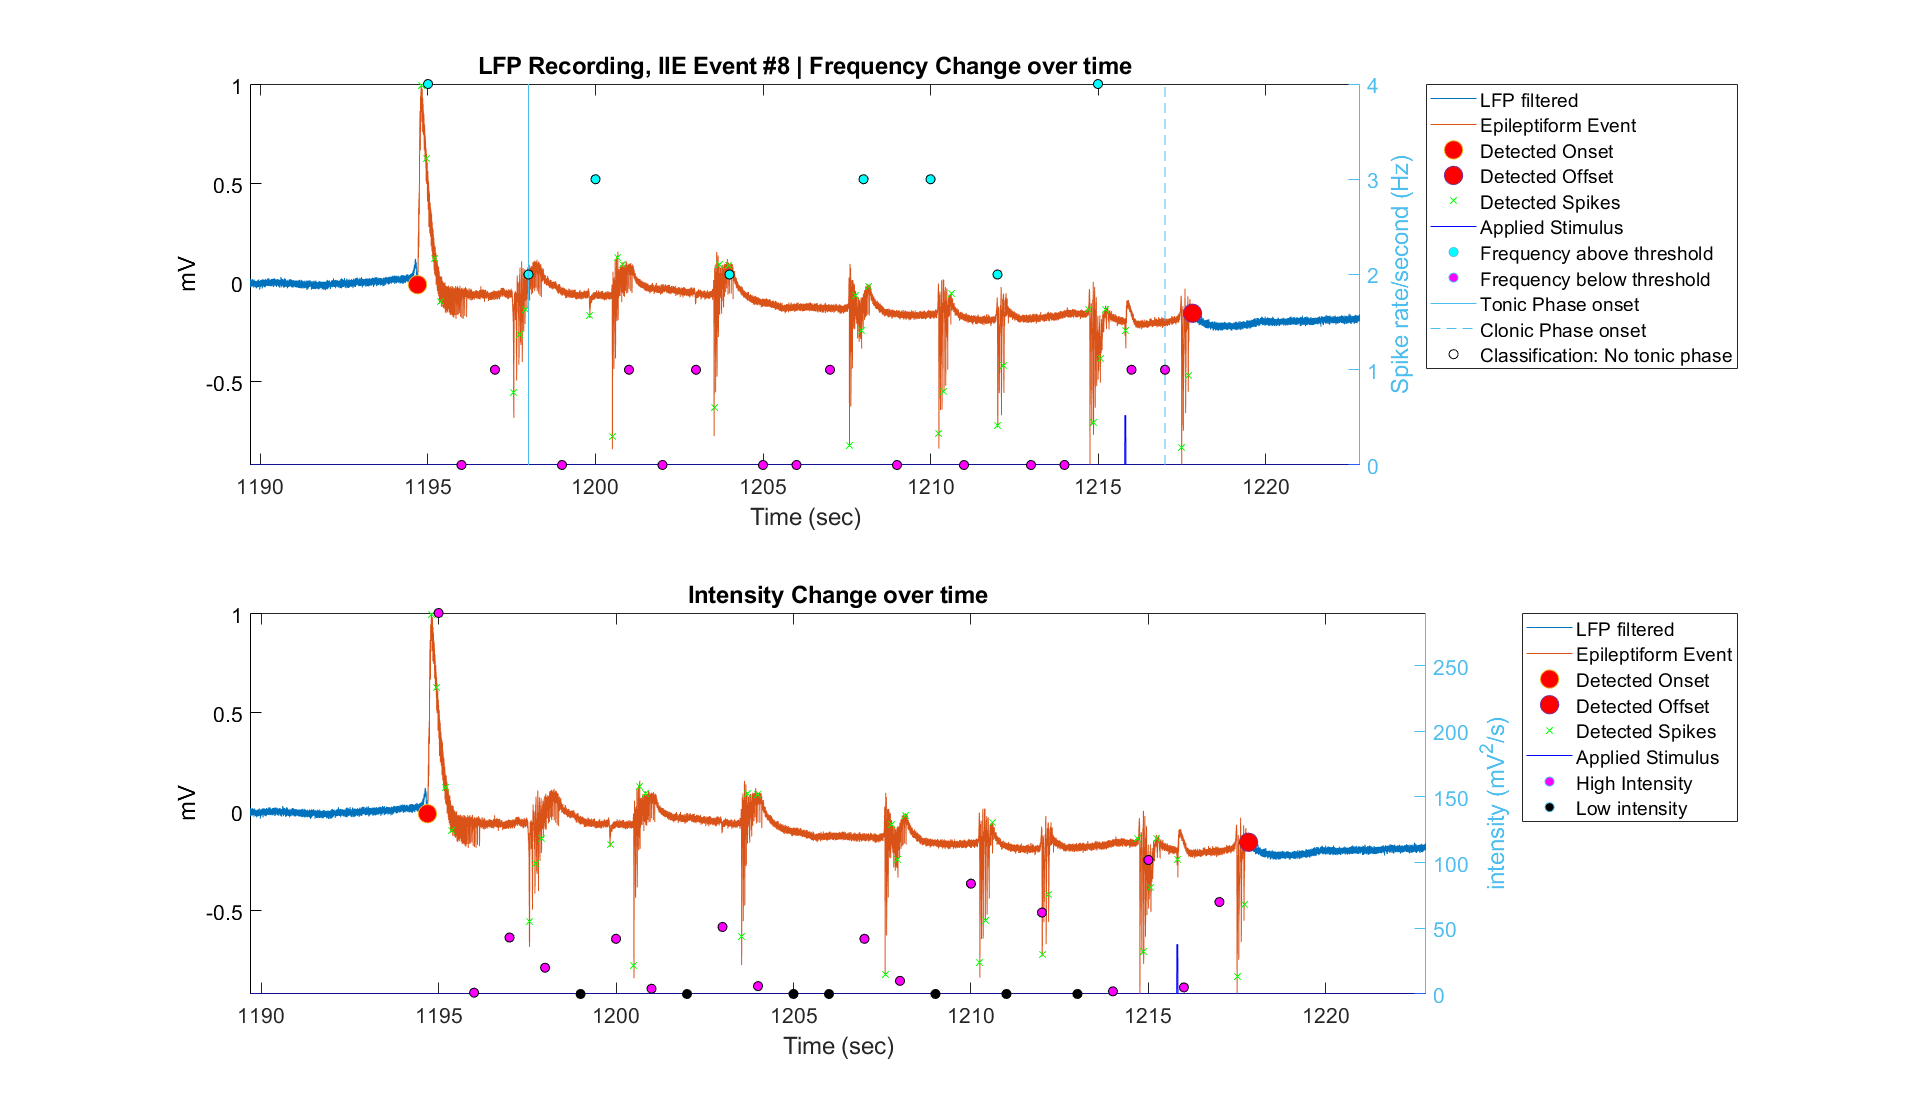 LFP Recording, IIE Event #8 | Frequency Change over time
1
0.5
0
-0.5
mV
1190
1195
1200
1205
1210
1215
1220
Time (sec)
4
3
2
1
0
Spike rate/second (Hz)
LFP filtered
Epileptiform Event
Detected Onset
Detected Offset
Detected Spikes
Applied Stimulus
Frequency above threshold
Frequency below threshold
Tonic Phase onset
Clonic Phase onset
Classification: No tonic phase
Intensity Change over time
1
0.5
0
-0.5
mV
1190
1195
1200
1205
1210
1215
1220
Time (sec)
250
200
150
100
50
0
intensity (mV²/s)
LFP filtered
Epileptiform Event
Detected Onset
Detected Offset
Detected Spikes
Applied Stimulus
High Intensity
Low intensity